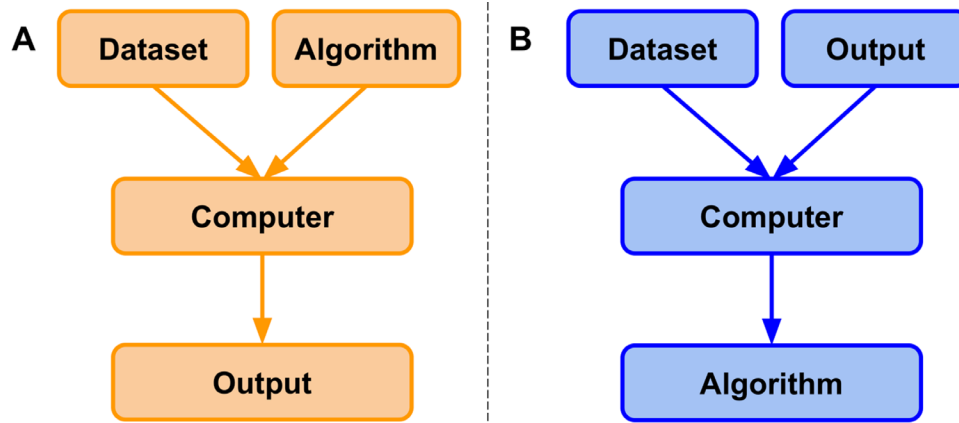 A
Dataset
Algorithm
Computer
Output
B
Dataset
Output
Computer
Algorithm